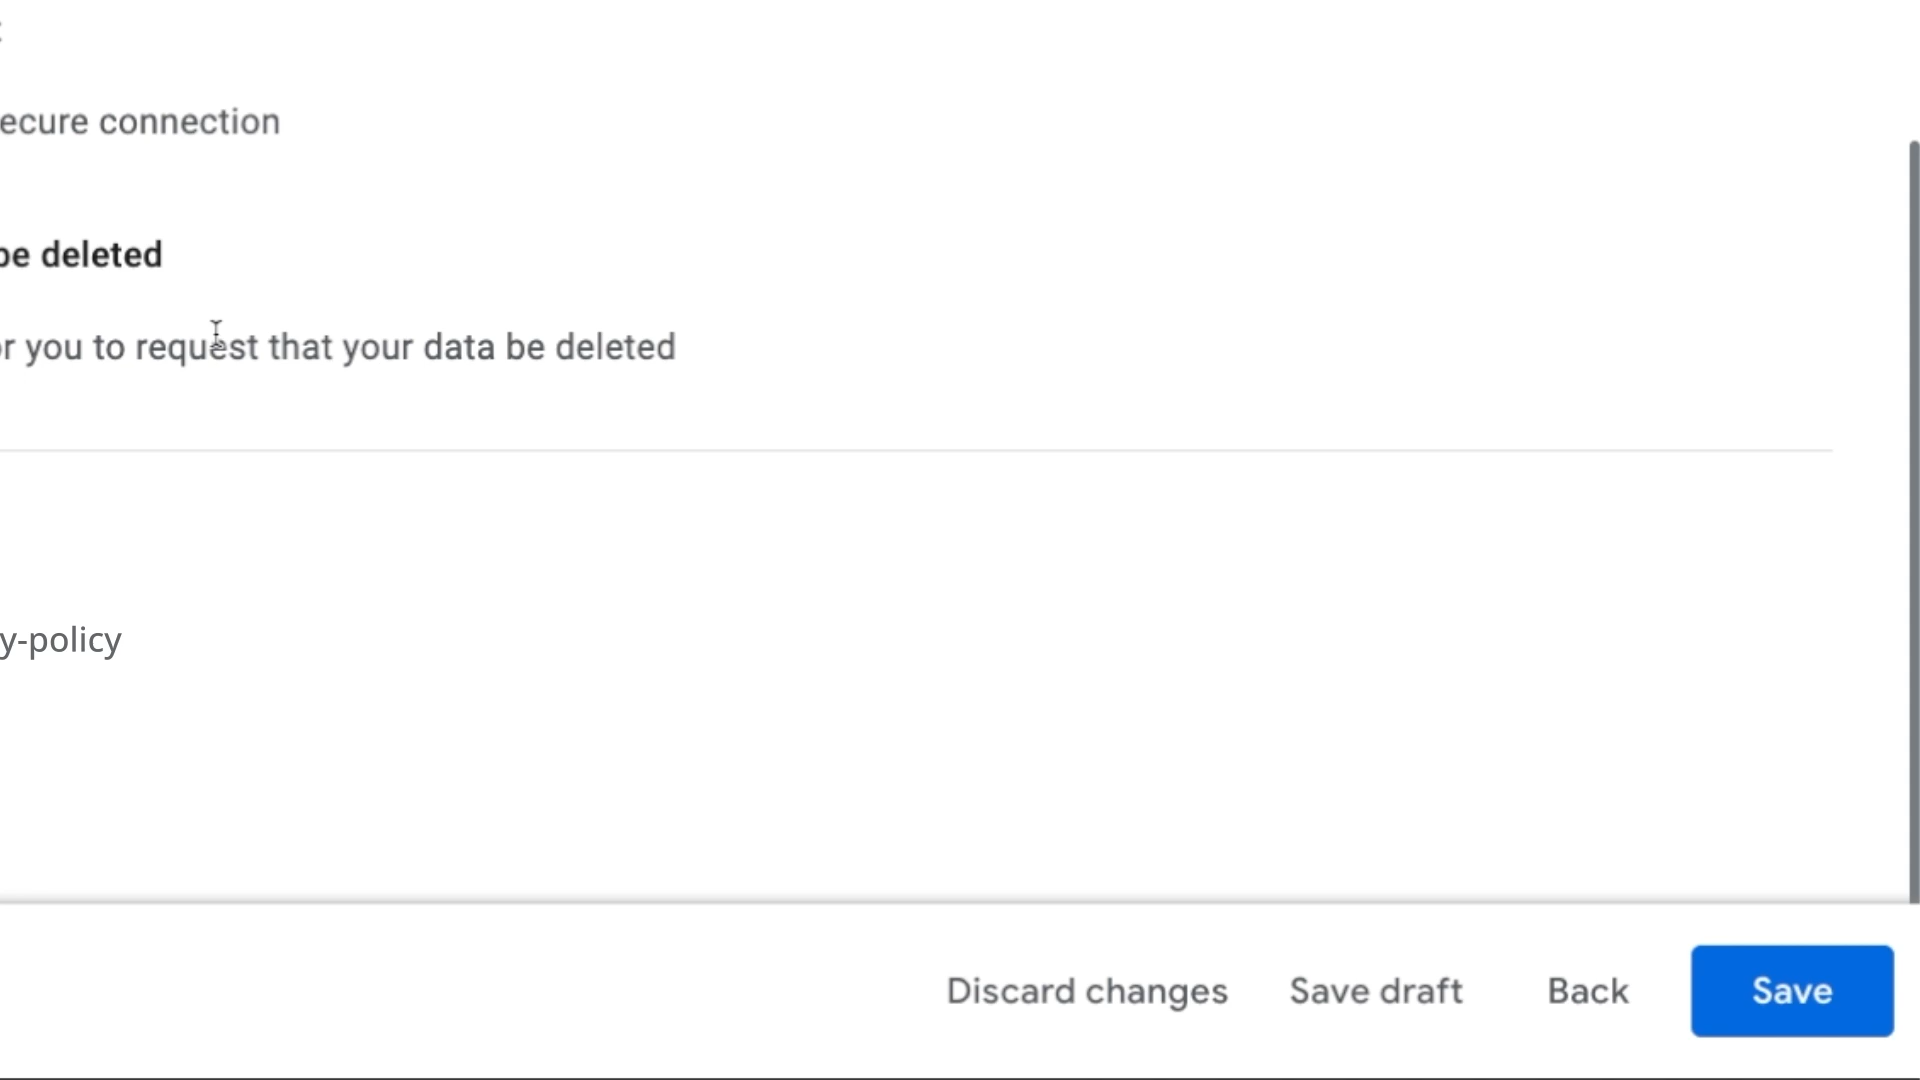 ecure connection
be deleted
or you to request that your data be deleted
y-policy
Discard changes Save draft Back Save